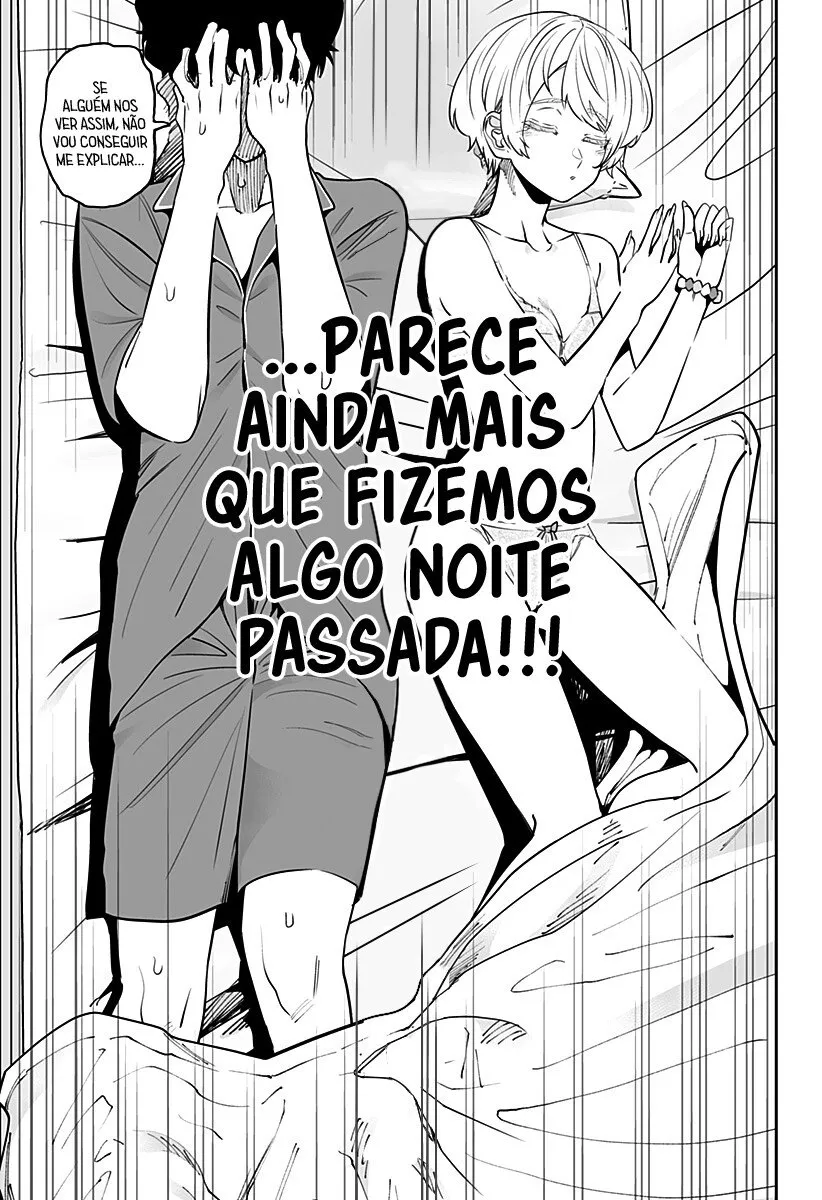 SE
ALGUÉM NOS
VER ASSIM, NÃO
VOU CONSEGUIR
ME EXPLICAR...
...PARECE
AINDA MAIS
QUE FIZEMOS
ALGO NOITE
PASSADA!!!